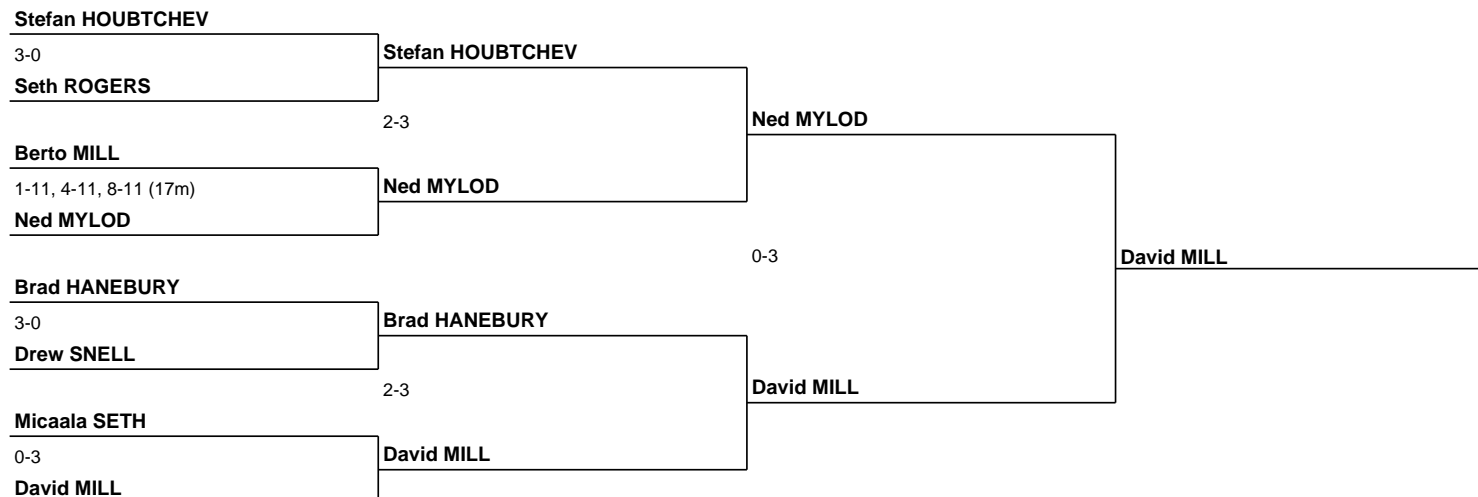 Stefan HOUBTCHEV
3-0
Seth ROGERS
Berto MILL
1-11, 4-11, 8-11 (17m)
Ned MYLOD
Brad HANEBURY
3-0
Drew SNELL
Micaala SETH
0-3
David MILL
Stefan HOUBTCHEV
2-3
Ned MYLOD
Brad HANEBURY
2-3
David MILL
Ned MYLOD
0-3
David MILL
David MILL